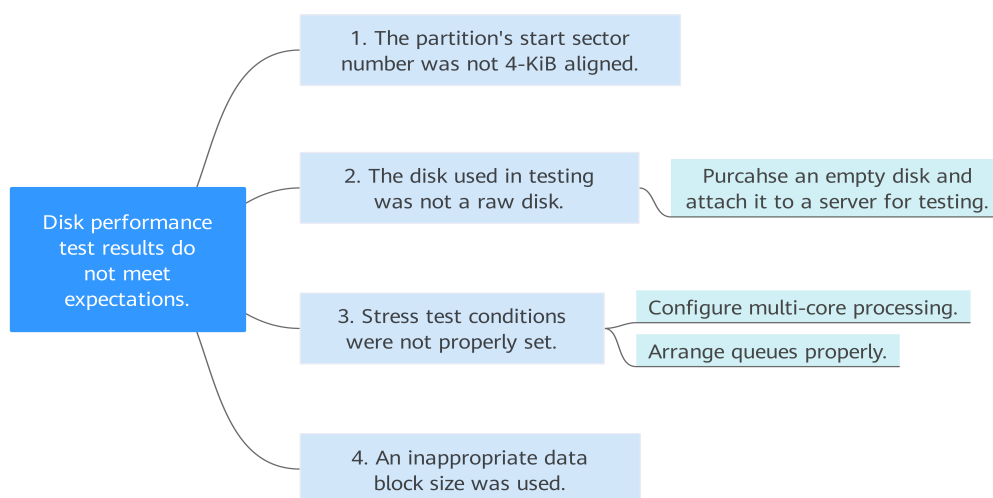 Disk performance
test results do
not meet
expectations.
1. The partition's start sector
number was not 4-KiB aligned.
2. The disk used in testing
was not a raw disk.
Purcahse an empty disk and
attach it to a server for testing.
3. Stress test conditions
were not properly set.
Configure multi-core processing.
Arrange queues properly.
4. An inappropriate data
block size was used.